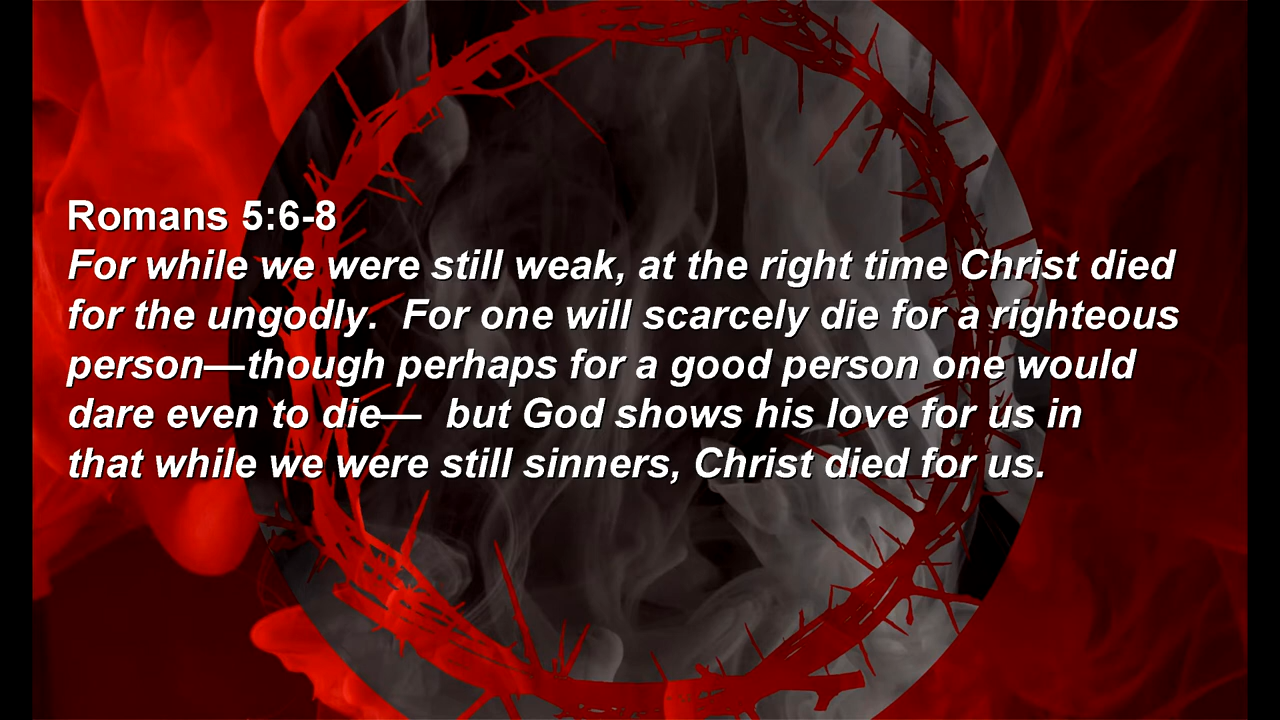 Romans 5:6-8
For while we were still weak, at the right time Christ died
for the ungodly.  For one will scarcely die for a righteous
person—though perhaps for a good person one would
dare even to die—  but God shows his love for us in
that while we were still sinners, Christ died for us.